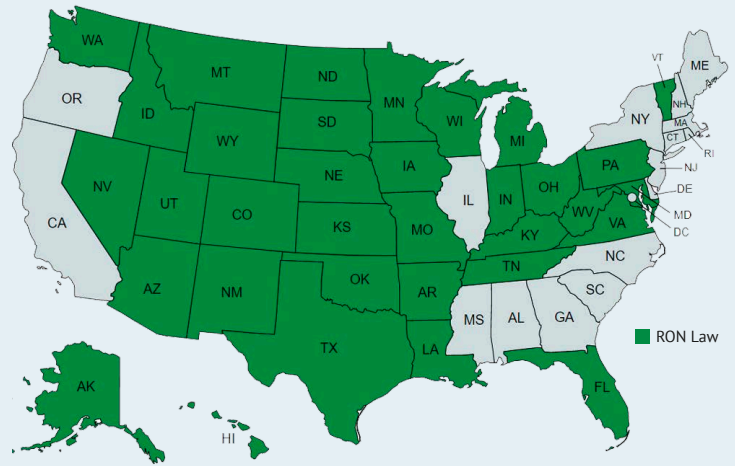 WA
VT
ME
MT
ND
OR
MN
NH
ID
SD
WI
NY
MA
WY
MI
CT
RI
IA
PA
NJ
NE
NV
OH
IN
IL
DE
UT
CO
WV
MD
CA
KS
MO
VA
KY
DC
NC
TN
OK
AZ
NM
AR
SC
MS
AL
GA
RON Law
TX
LA
AK
FL
HI